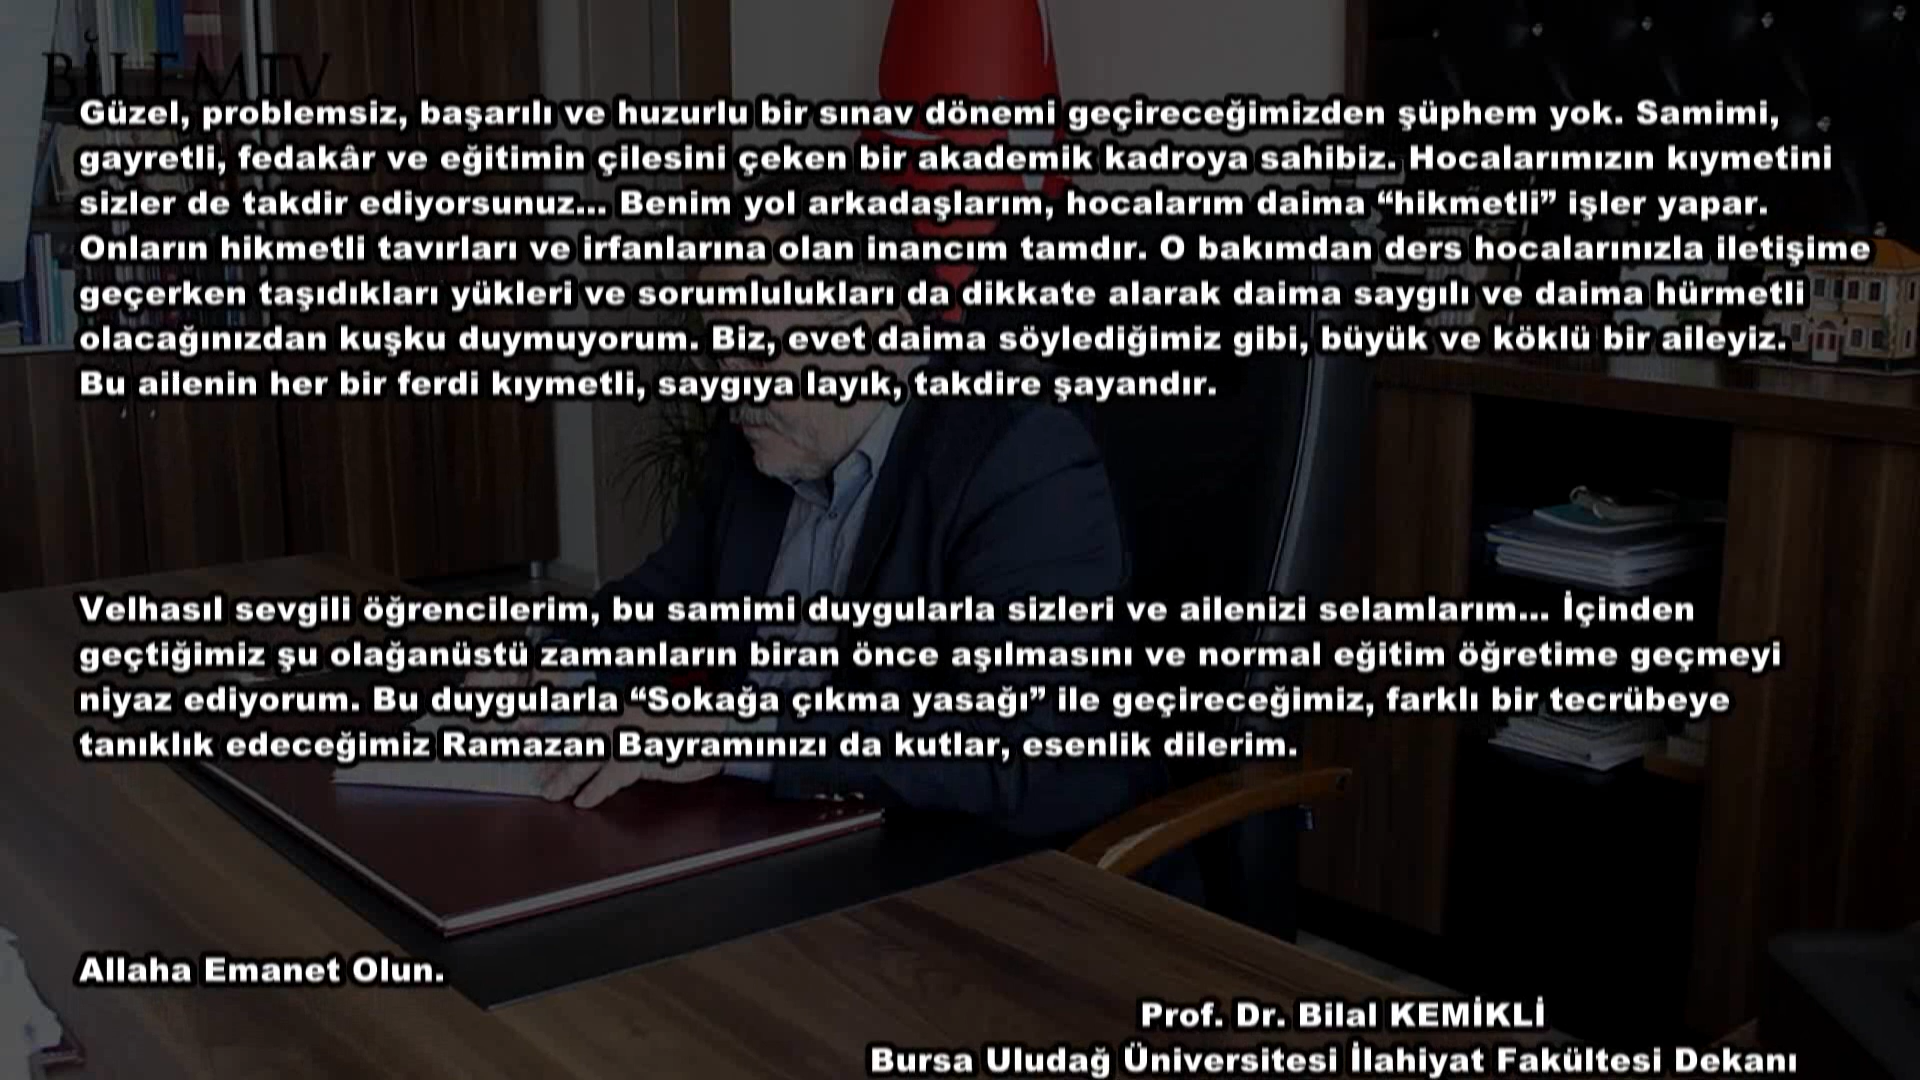 BİLEM TV
Güzel, problemsiz, başarılı ve huzurlu bir sınav dönemi geçireceğimizden şüphem yok. Samimi,
gayretli, fedakâr ve eğitimin çilesini çeken bir akademik kadroya sahibiz. Hocalarımızın kıymetini
sizler de takdir ediyorsunuz... Benim yol arkadaşlarım, hocalarım daima “hikmetli” işler yapar.
Onların hikmetli tavırları ve irfanlarına olan inancım tamdır. O bakımdan ders hocalarınızla iletişime
geçerken taşıdıkları yükleri ve sorumlulukları da dikkate alarak daima saygılı ve daima hürmetli
olacağınızdan kuşku duymuyorum. Biz, evet daima söylediğimiz gibi, büyük ve köklü bir aileyiz.
Bu ailenin her bir ferdi kıymetli, saygıya layık, takdire şayandır.
Velhasıl sevgili öğrencilerim, bu samimi duygularla sizleri ve ailenizi selamlarım... İçinden
geçtiğimiz şu olağanüstü zamanların biran önce aşılmasını ve normal eğitim öğretime geçmeyi
niyaz ediyorum. Bu duygularla “Sokağa çıkma yasağı” ile geçireceğimiz, farklı bir tecrübeye
tanıklık edeceğimiz Ramazan Bayramınızı da kutlar, esenlik dilerim.
Allaha Emanet Olun.
Prof. Dr. Bilal KEMİKLİ
Bursa Uludağ Üniversitesi İlahiyat Fakültesi Dekanı